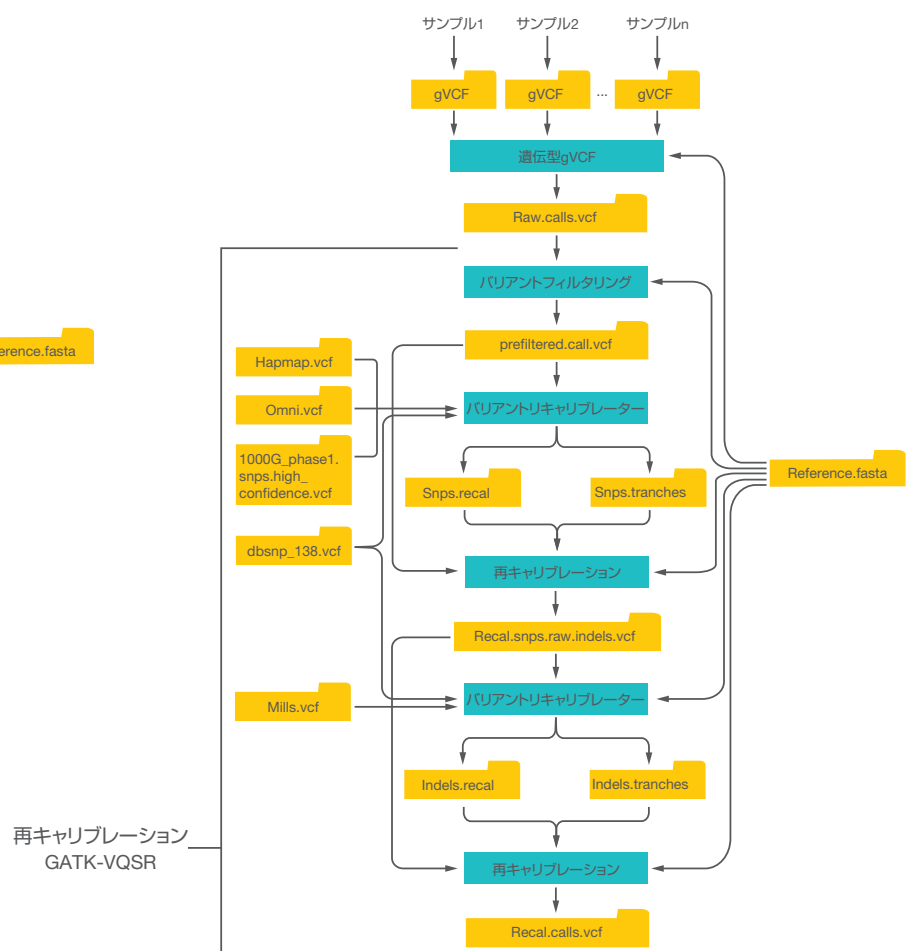 サンプル1
サンプル2
サンプルn
gVCF
gVCF
...
gVCF
遺伝型gVCF
Raw.calls.vcf
バリアントフィルタリング
erence.fasta
prefiltered.call.vcf
Hapmap.vcf
Omni.vcf
バリアントリキャリブレーター
1000G_phase1.
snps.high_
confidence.vcf
Snps.recal
Snps.tranches
Reference.fasta
dbsnp_138.vcf
再キャリブレーション
Recal.snps.raw.indels.vcf
Mills.vcf
バリアントリキャリブレーター
Indels.recal
Indels.tranches
再キャリブレーション
GATK-VQSR
再キャリブレーション
Recal.calls.vcf